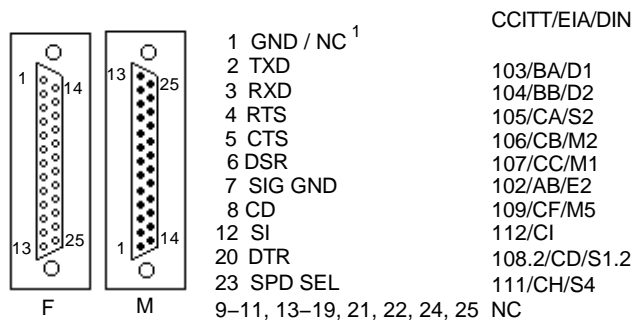 CCITT/EIA/DIN
1 GND / NC 1
2 TXD 103/BA/D1
3 RXD 104/BB/D2
4 RTS 105/CA/S2
5 CTS 106/CB/M2
6 DSR 107/CC/M1
7 SIG GND 102/AB/E2
8 CD 109/CF/M5
12 SI 112/CI
20 DTR 108.2/CD/S1.2
23 SPD SEL 111/CH/S4
9–11, 13–19, 21, 22, 24, 25 NC
1 14
13 25
F
13 25
1 14
M